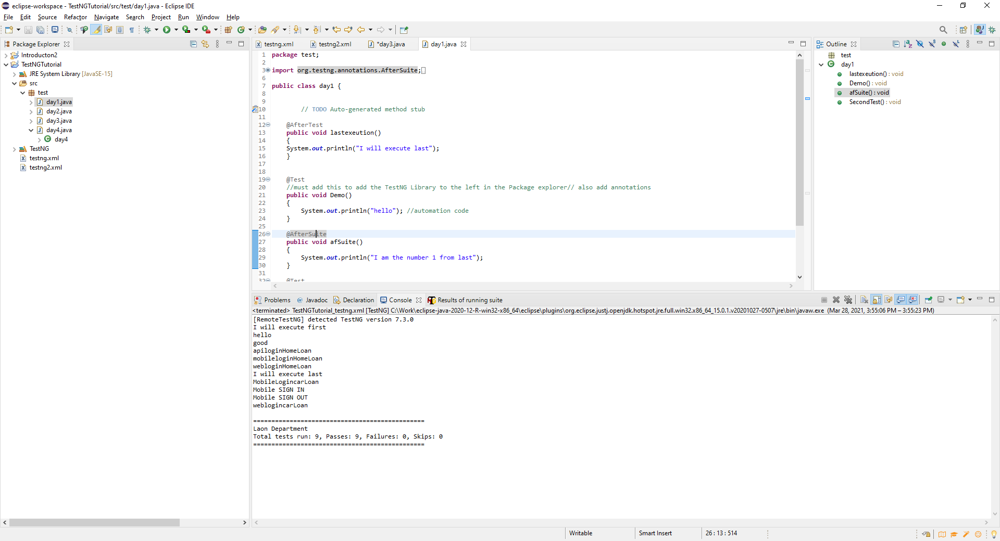 eclipse-workspace - TestNGTutorial/src/test/day1.java - Eclipse IDE
File Edit Source Refactor Navigate Search Project Run Window Help
Package Explorer
Introducton2
TestNGTutorial
JRE System Library [JavaSE-15]
src
test
day1.java
day2.java
day3.java
day4.java
day4
TestNG
testng.xml
testng2.xml
testng.xml testng2.xml *day3.java day1.java
1 package test;
2
3 import org.testng.annotations.AfterSuite;
6
7 public class day1 {
8
9
10 // TODO Auto-generated method stub
11
12 @AfterTest
13 public void lastexeution()
14 {
15 System.out.println("I will execute last");
16 }
17
18
19 @Test
20 //must add this to add the TestNG Library to the left in the Package explorer// also add annotations
21 public void Demo()
22 {
23 System.out.println("hello"); //automation code
24 }
25
26 @AfterSuite
27 public void afSuite()
28 {
29 System.out.println("I am the number 1 from last");
30 }
31
32 @Test
Outline
test
day1
lastexeution() : void
Demo() : void
afSuite() : void
SecondTest() : void
Problems @ Javadoc Declaration Console Results of running suite
<terminated> TestNGTutorial_testng.xml [TestNG] C:\Work\eclipse-java-2020-12-R-win32-x86_64\eclipse\plugins\org.eclipse.justj.openjdk.hotspot.jre.full.win32.x86_64_15.0.1.v20201027-0507\jre\bin\javaw.exe (Mar 28, 2021, 3:55:06 PM – 3:55:23 PM)
[RemoteTestNG] detected TestNG version 7.3.0
I will execute first
hello
good
apiloginHomeLoan
mobileloginHomeLoan
webloginHomeLoan
I will execute last
MobileLogincarLoan
Mobile SIGN IN
Mobile SIGN OUT
weblogincarLoan
===============================================
Laon Department
Total tests run: 9, Passes: 9, Failures: 0, Skips: 0
===============================================
Writable Smart Insert 26 : 13 : 514